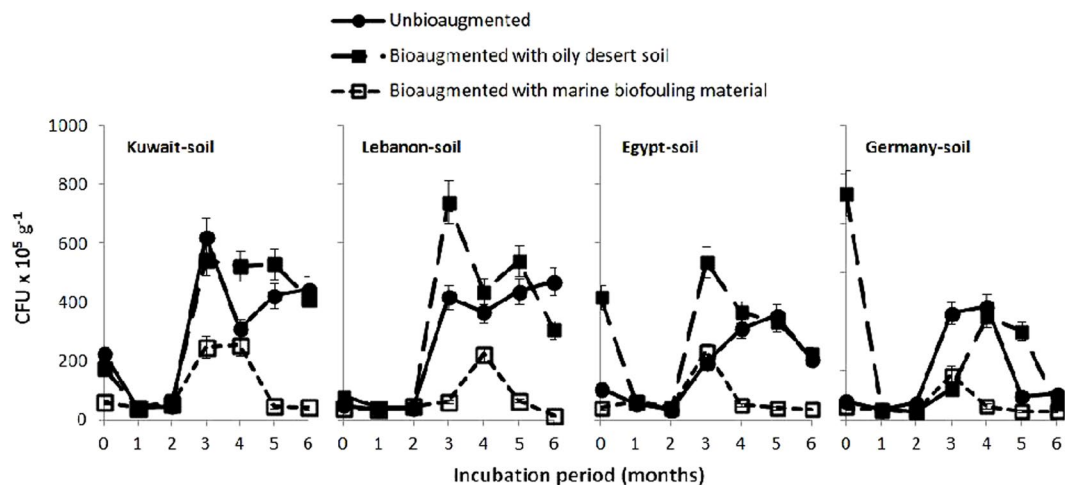 Unbioaugmented
Bioaugmented with oily desert soil
Bioaugmented with marine biofouling material
1000
800
600
400
200
0
CFU x 10⁵ g⁻¹
Kuwait-soil
Lebanon-soil
Egypt-soil
Germany-soil
0 1 2 3 4 5 6
0 1 2 3 4 5 6
0 1 2 3 4 5 6
0 1 2 3 4 5 6
Incubation period (months)